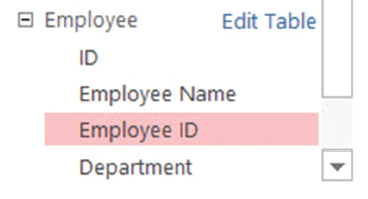 Employee Edit Table
ID
Employee Name
Employee ID
Department